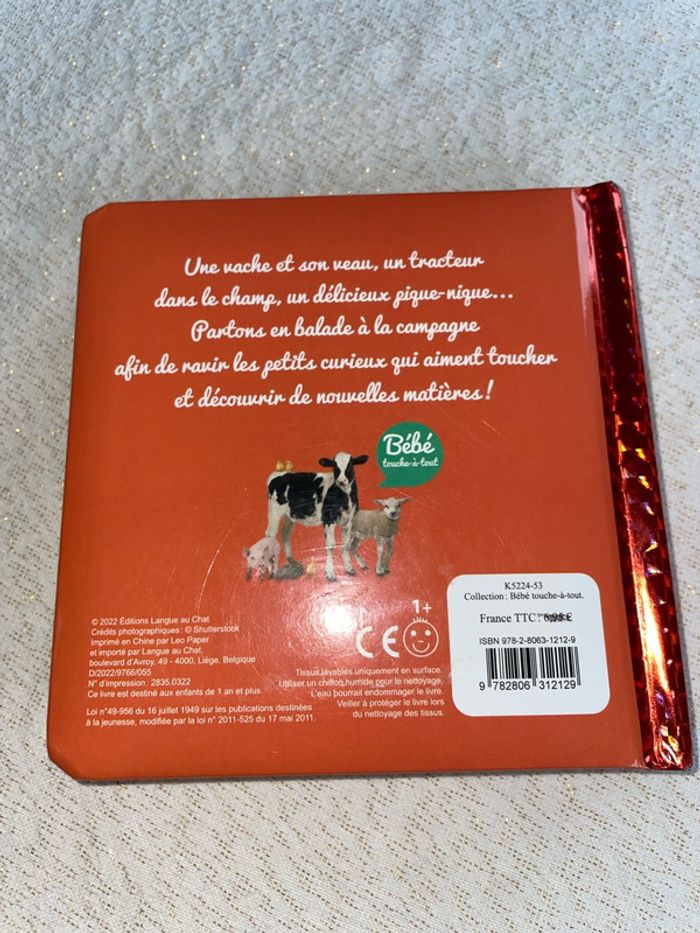 Une vache et son veau, un tracteur
dans le champ, un délicieux pique-nique...
Partons en balade à la campagne
afin de ravir les petits curieux qui aiment toucher
et découvrir de nouvelles matières !
Bébé
touche-à-tout
© 2022 Éditions Langue au Chat
Crédits photographiques : © Shutterstock
Imprimé en Chine par Leo Paper
et importé par Langue au Chat,
boulevard d'Avroy, 49 - 4000, Liège, Belgique
D/2022/9766/055
N° d'impression : 2835.0322
Ce livre est destiné aux enfants de 1 an et plus.
Loi n°49-956 du 16 juillet 1949 sur les publications destinées
à la jeunesse, modifiée par la loi n° 2011-525 du 17 mai 2011.
1+
CE
Tissus lavables uniquement en surface.
Utiliser un chiffon humide pour le nettoyage.
L'eau pourrait endommager le livre.
Veiller à protéger le livre lors
du nettoyage des tissus.
K5224-53
Collection : Bébé touche-à-tout.
France TTC : 6,95 €
ISBN 978-2-8063-1212-9
9 782806 312129